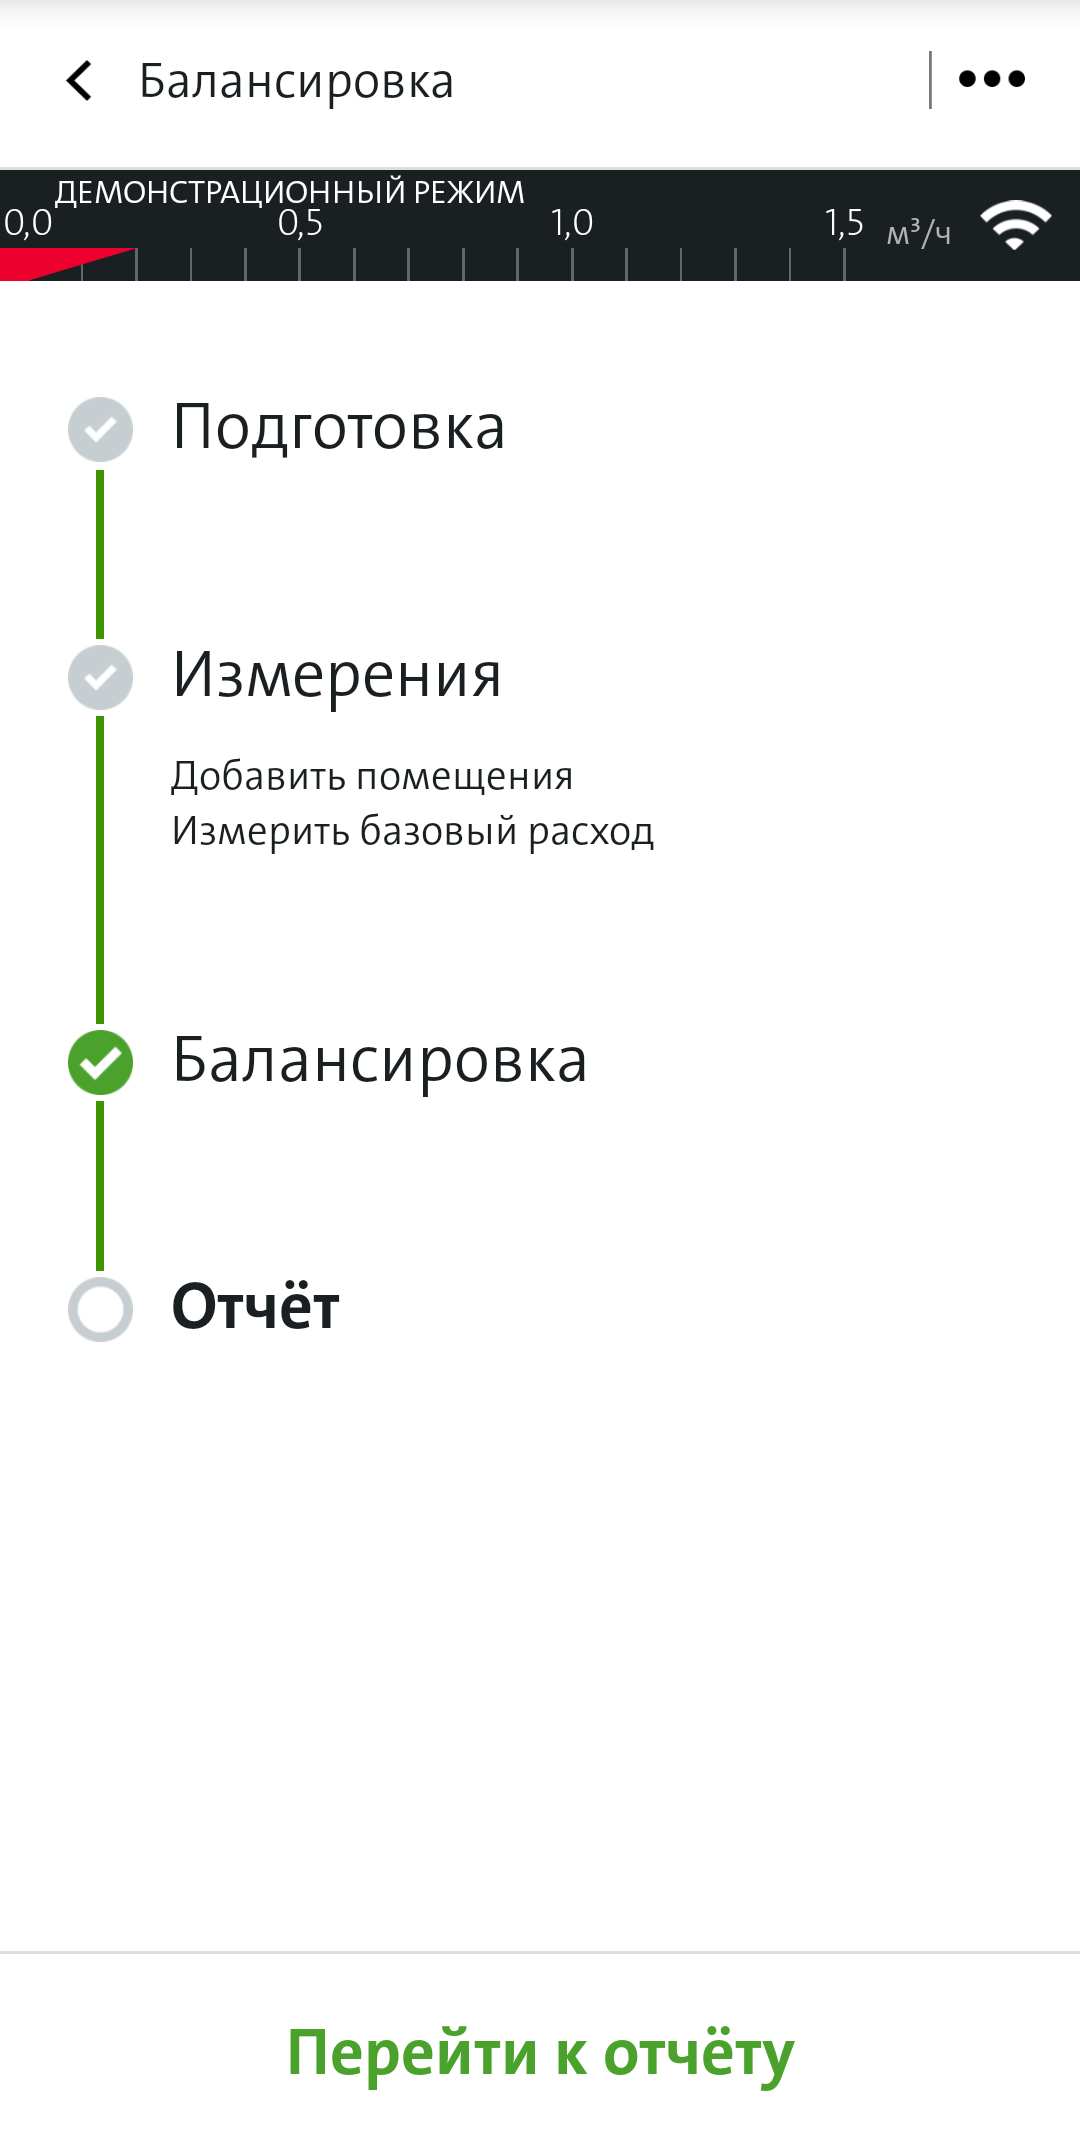 Балансировка
ДЕМОНСТРАЦИОННЫЙ РЕЖИМ
0,0 0,5 1,0 1,5 м³/ч
Подготовка
Измерения
Добавить помещения
Измерить базовый расход
Балансировка
Отчёт
Перейти к отчёту